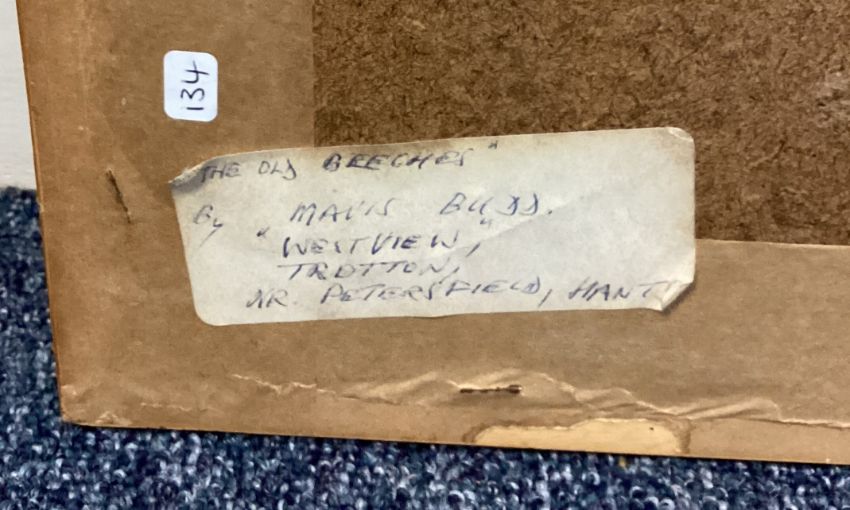 134
THE OLD BEECHES"
By MAVIS BUDD.
"WESTVIEW,"
TROTTON,
NR. PETERSFIELD, HANTS